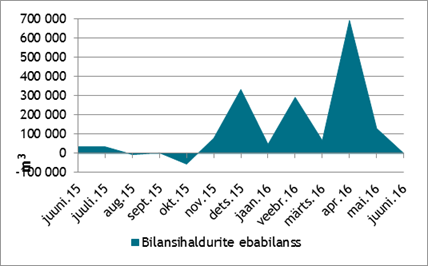 700 000
600 000
500 000
400 000
300 000
200 000
100 000
0
-100 000
m³
juuni.15
juuli.15
aug.15
sept.15
okt.15
nov.15
dets.15
jaan.16
veebr.16
märts.16
apr.16
mai.16
juuni.16
Bilansihaldurite ebabilanss